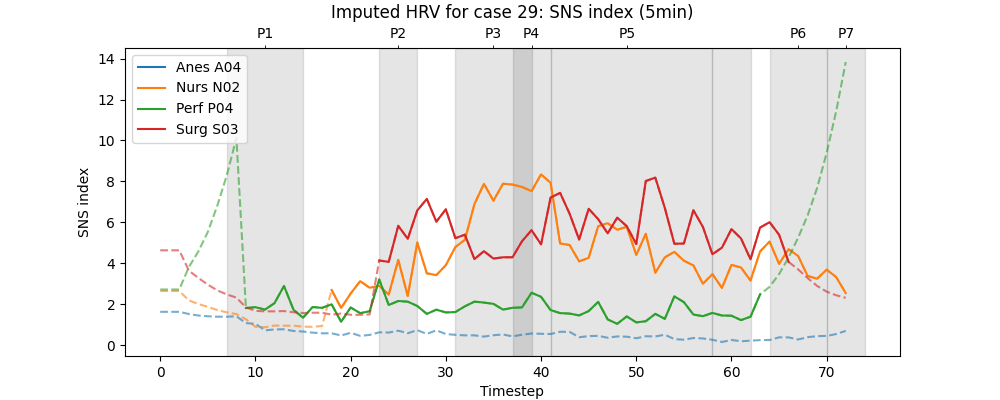 Imputed HRV for case 29: SNS index (5min)
P1 P2 P3 P4 P5 P6 P7
Anes A04
Nurs N02
Perf P04
Surg S03
SNS index
14
12
10
8
6
4
2
0
0 10 20 30 40 50 60 70
Timestep